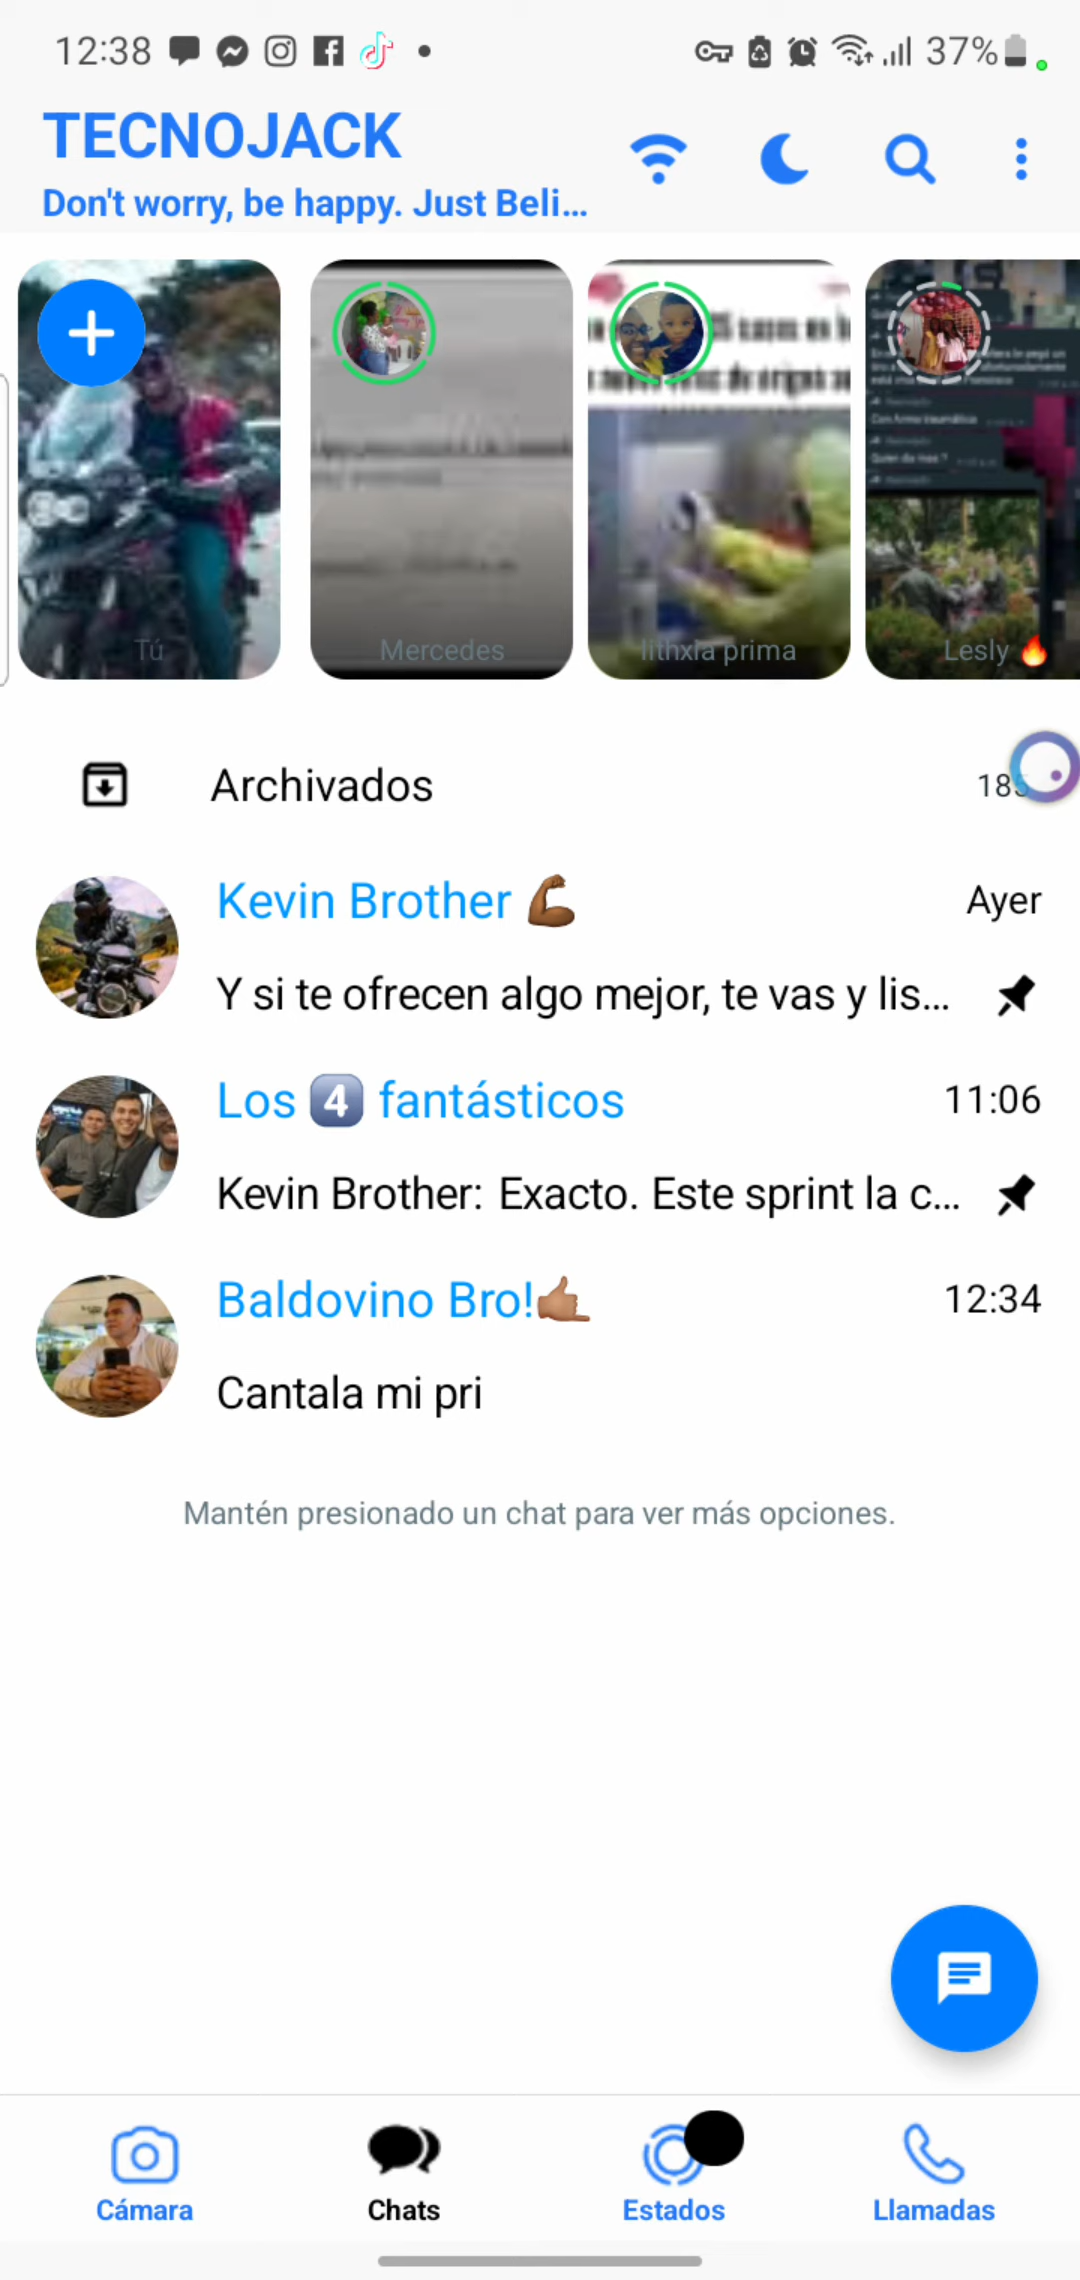 12:38
37%
TECNOJACK
Don't worry, be happy. Just Beli...
Tú
Mercedes
lithxia prima
Lesly 🔥
Archivados
Kevin Brother 💪🏾
Ayer
Y si te ofrecen algo mejor, te vas y lis...
Los 4️⃣ fantásticos
11:06
Kevin Brother: Exacto. Este sprint la c...
Baldovino Bro!🤙🏽
12:34
Cantala mi pri
Mantén presionado un chat para ver más opciones.
Cámara
Chats
Estados
Llamadas